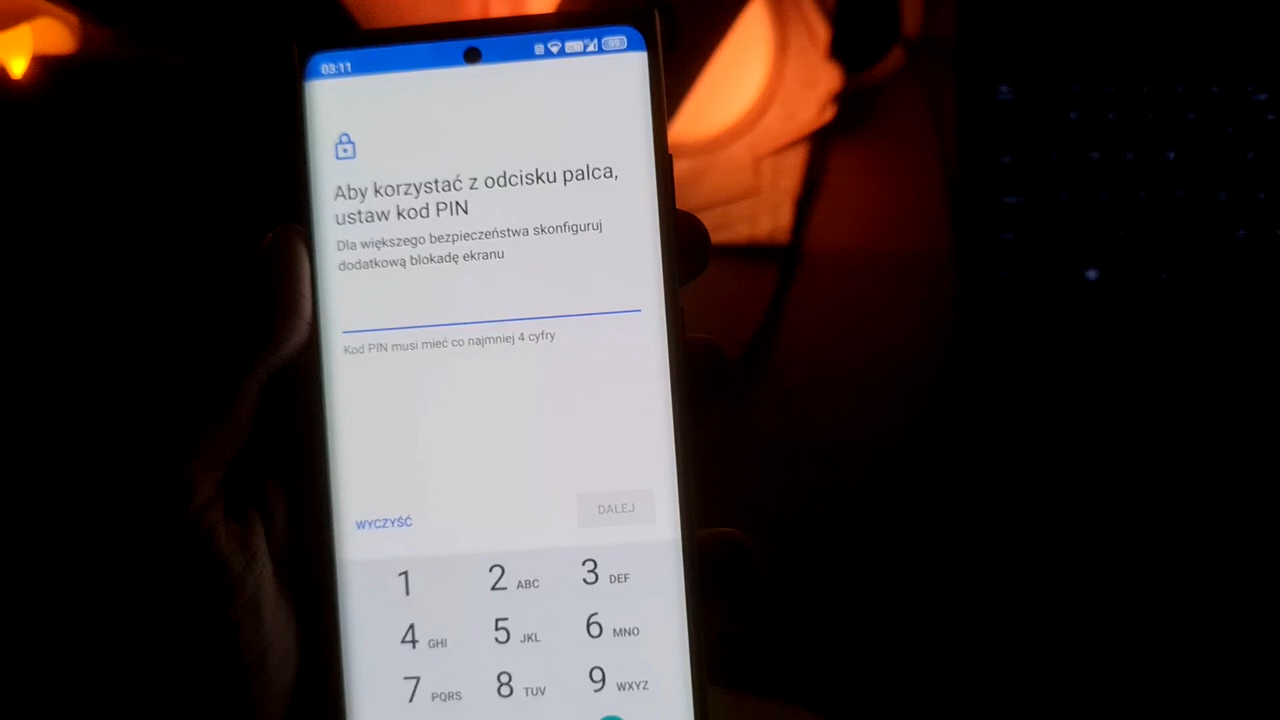 03:11
99
Aby korzystać z odcisku palca,
ustaw kod PIN
Dla większego bezpieczeństwa skonfiguruj
dodatkową blokadę ekranu
Kod PIN musi mieć co najmniej 4 cyfry
WYCZYŚĆ
DALEJ
1 2 ABC 3 DEF
4 GHI 5 JKL 6 MNO
7 PQRS 8 TUV 9 WXYZ